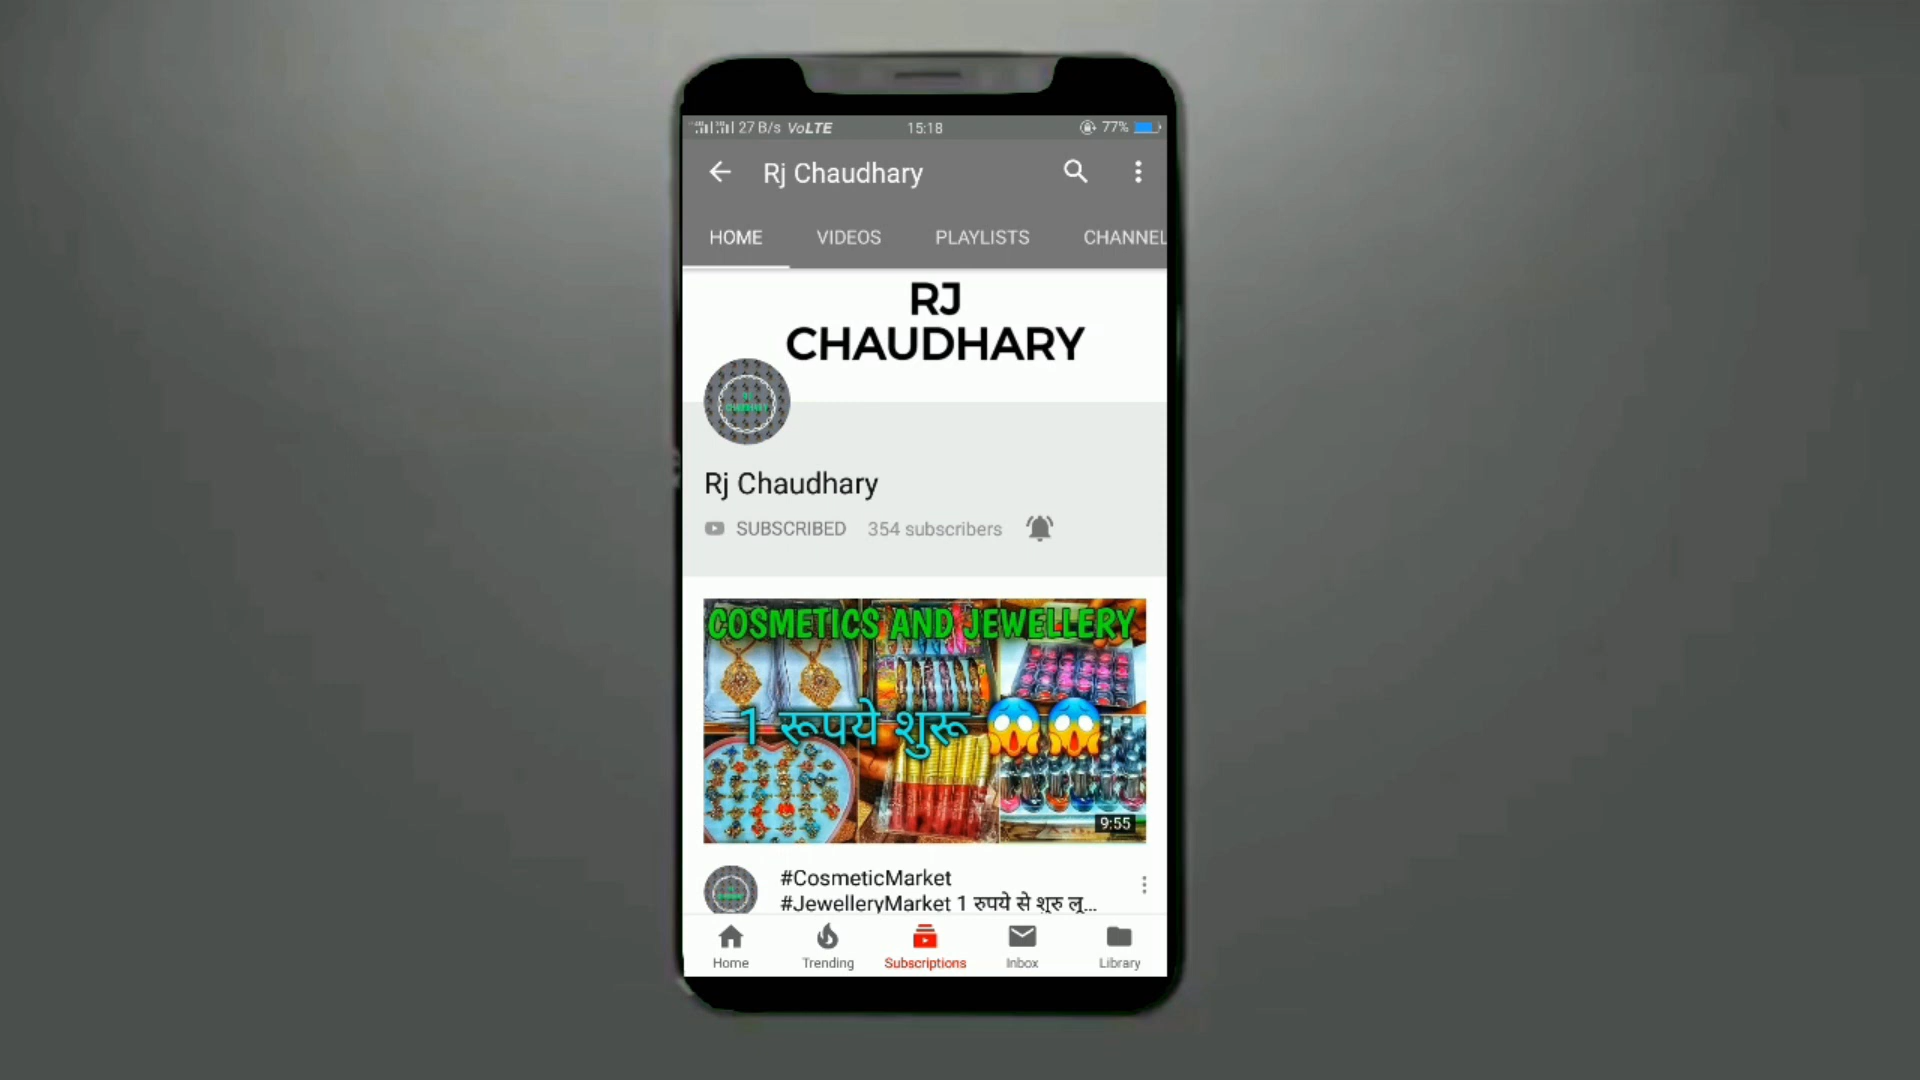 27 B/s VoLTE 15:18 77%
Rj Chaudhary
HOME VIDEOS PLAYLISTS CHANNEL
RJ
CHAUDHARY
Rj Chaudhary
SUBSCRIBED 354 subscribers
COSMETICS AND JEWELLERY
1 रूपये शुरू
9:55
#CosmeticMarket
#JewelleryMarket 1 रुपये से शुरु लू...
Home Trending Subscriptions Inbox Library